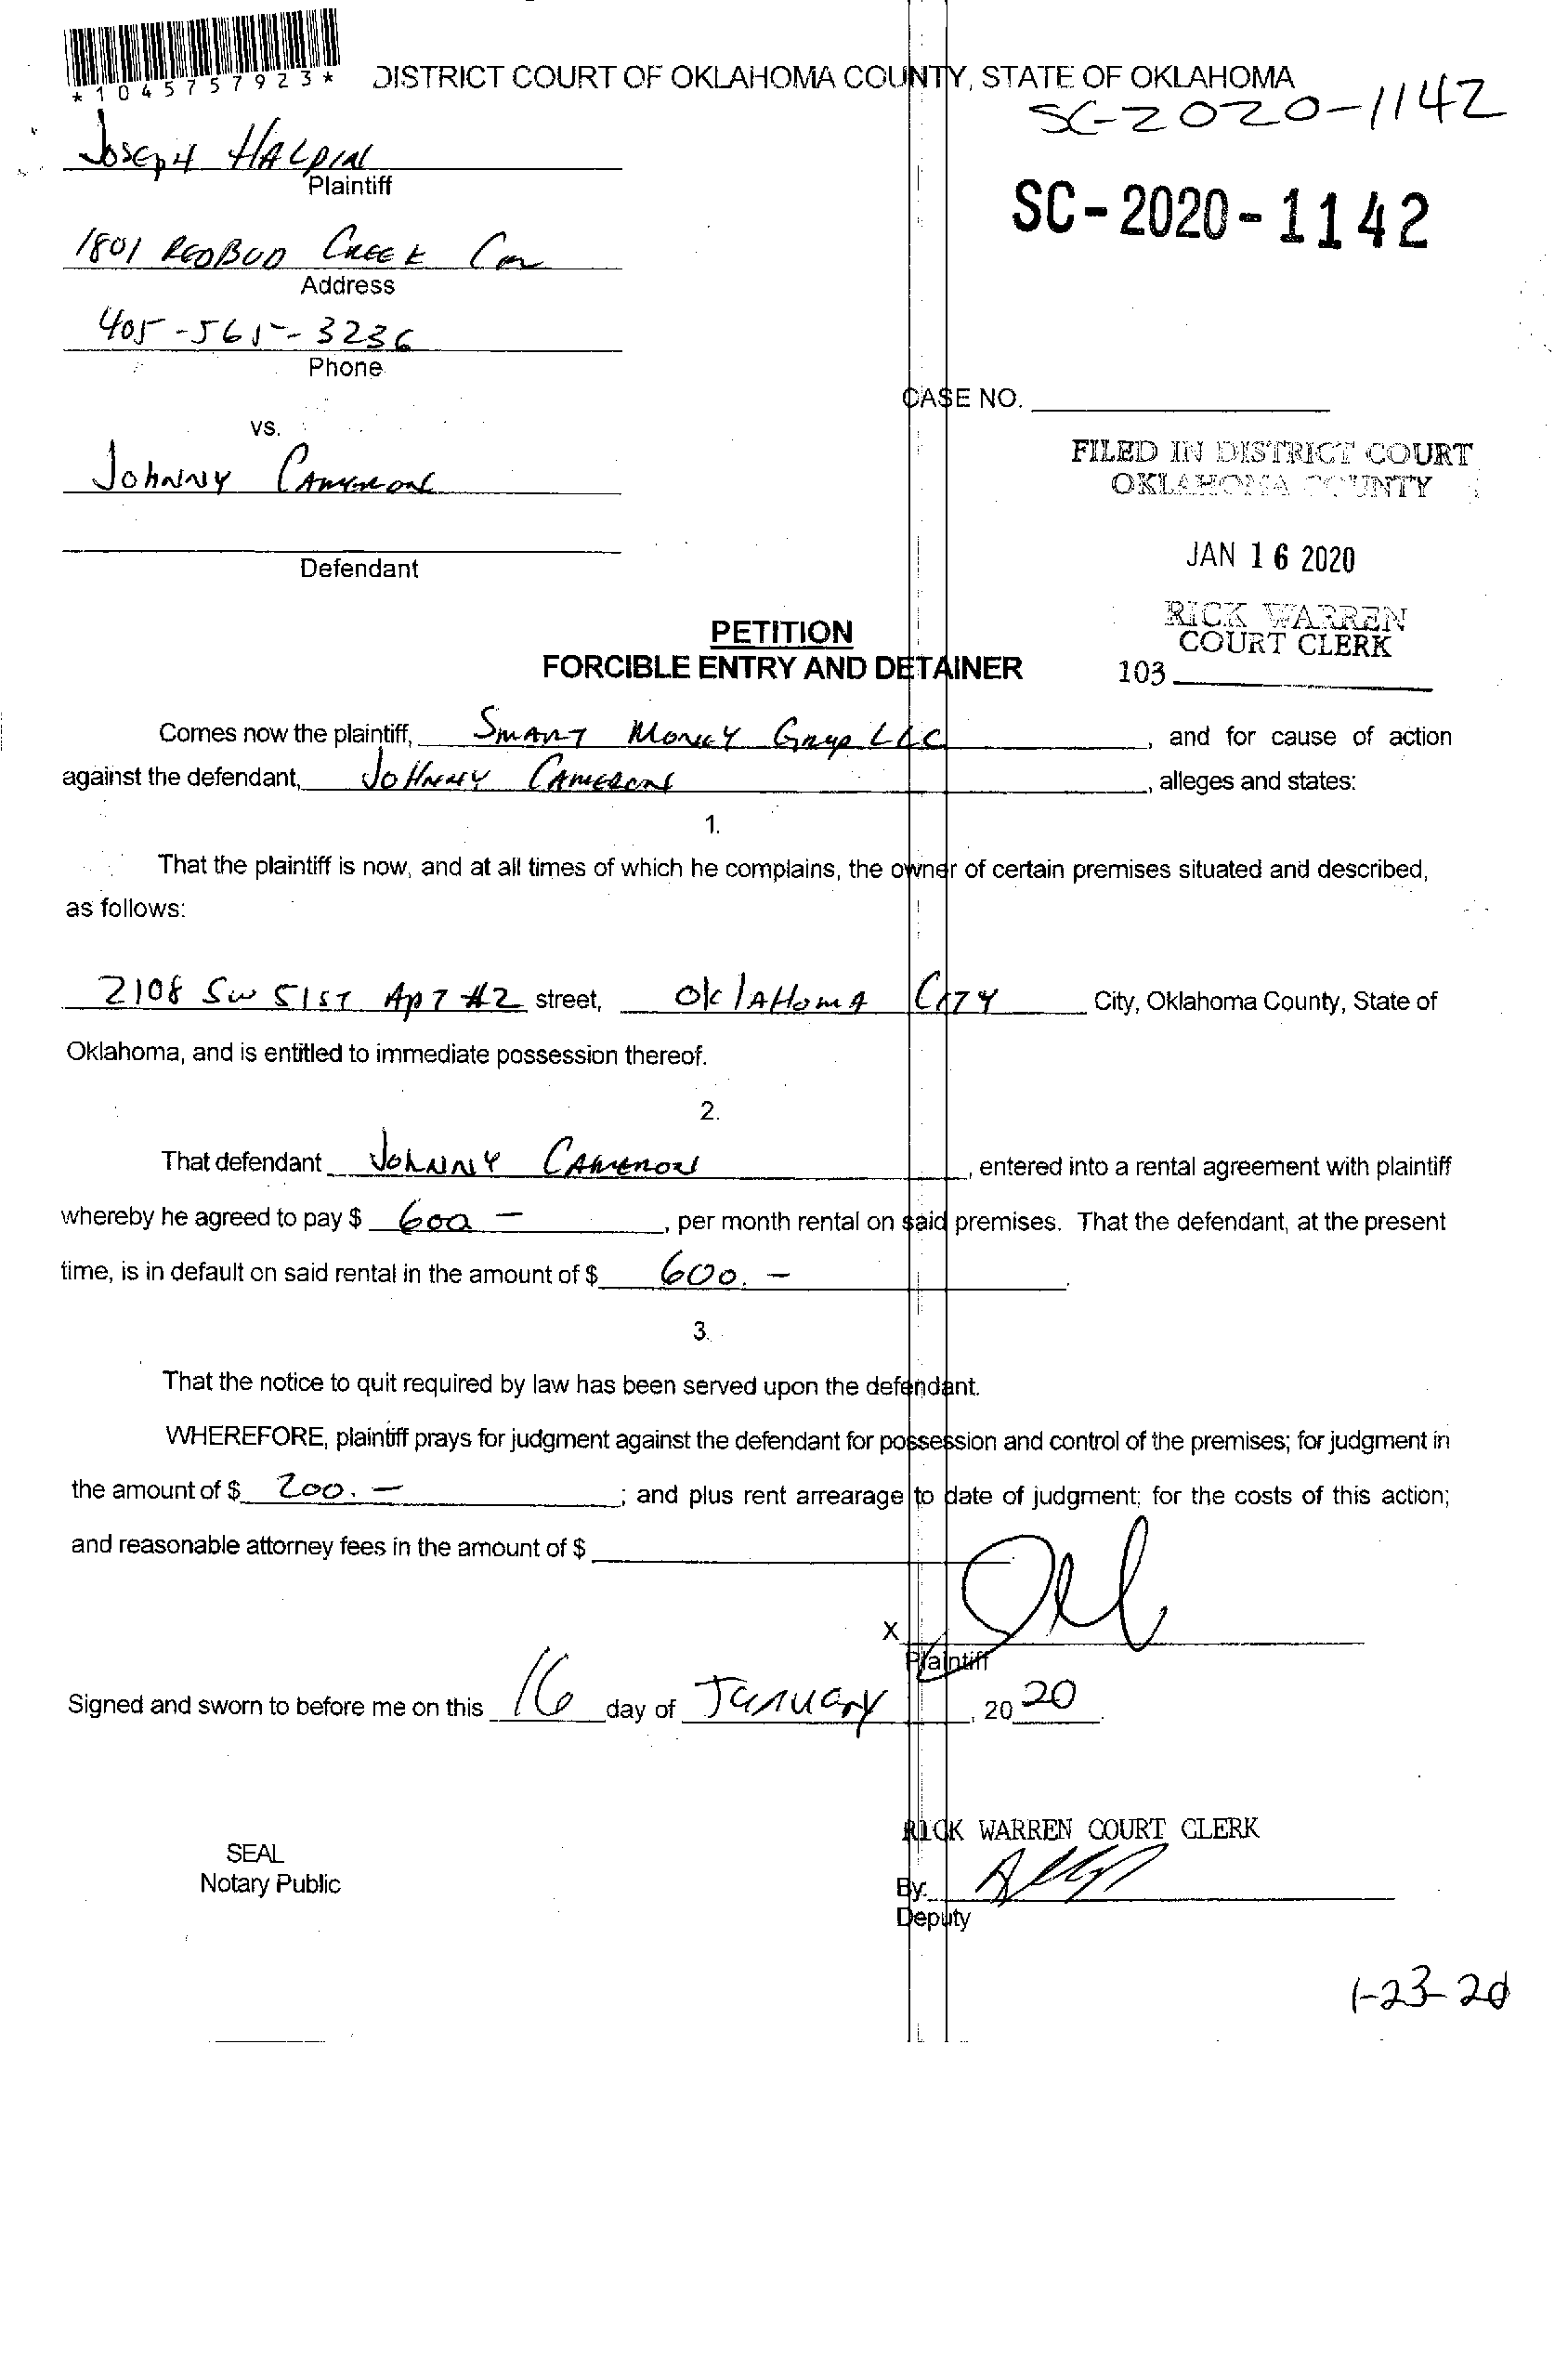 *1045757923*
DISTRICT COURT OF OKLAHOMA COUNTY, STATE OF OKLAHOMA
SC-2020-1142
JOSEPH HALPIN
Plaintiff
SC-2020-1142
1801 REDBUD CREEK
Address
405-565-3236
Phone
CASE NO.
vs.
JOHNNY CAMERON
FILED IN DISTRICT COURT
OKLAHOMA COUNTY
Defendant
JAN 16 2020
RICK WARREN
COURT CLERK
103
PETITION
FORCIBLE ENTRY AND DETAINER
Comes now the plaintiff, SMART MONEY Group LLC, and for cause of action
against the defendant, JOHNNY CAMERON, alleges and states:
1.
That the plaintiff is now, and at all times of which he complains, the owner of certain premises situated and described,
as follows:
2108 SW 51ST APT #2 street, OKLAHOMA CITY City, Oklahoma County, State of
Oklahoma, and is entitled to immediate possession thereof.
2.
That defendant JOHNNY CAMERON, entered into a rental agreement with plaintiff
whereby he agreed to pay $ 600 -, per month rental on said premises. That the defendant, at the present
time, is in default on said rental in the amount of $ 600. -.
3.
That the notice to quit required by law has been served upon the defendant.
WHEREFORE, plaintiff prays for judgment against the defendant for possession and control of the premises; for judgment in
the amount of $ 200. -; and plus rent arrearage to date of judgment; for the costs of this action;
and reasonable attorney fees in the amount of $
X
Plaintiff
Signed and sworn to before me on this 16 day of January, 2020.
RICK WARREN COURT CLERK
SEAL
Notary Public
By:
Deputy
1-23-20